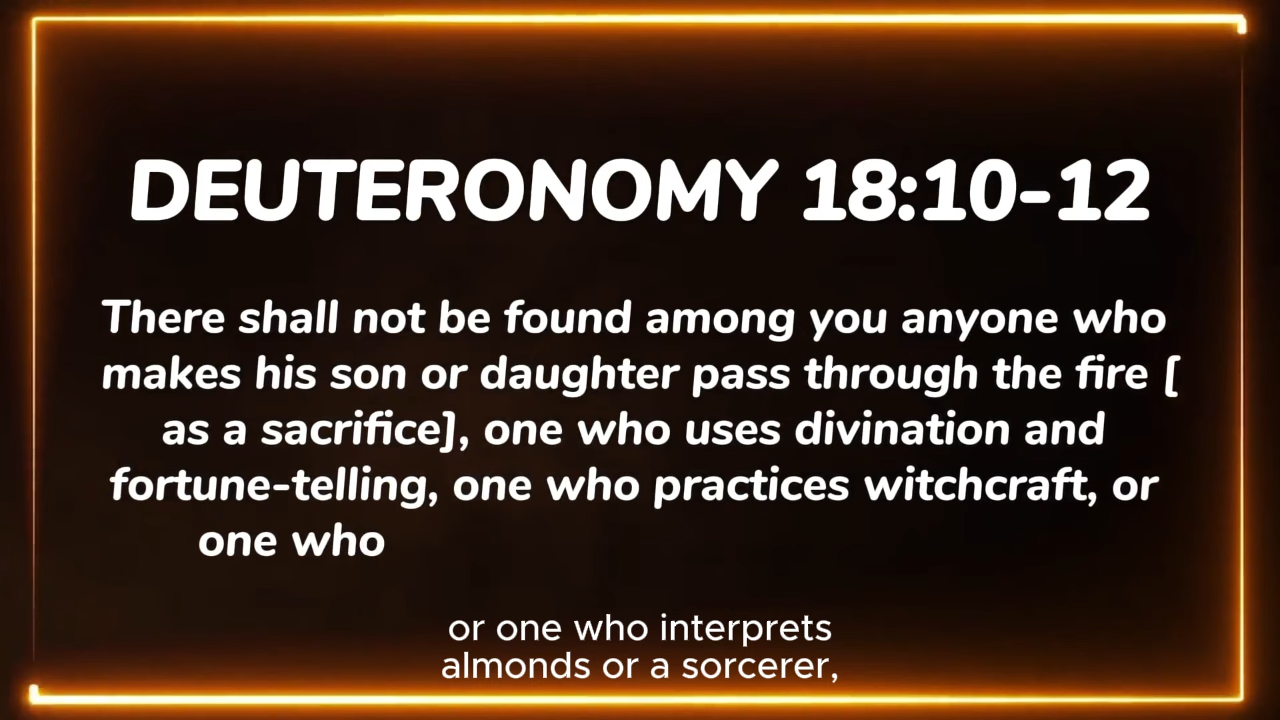 DEUTERONOMY 18:10-12
There shall not be found among you anyone who
makes his son or daughter pass through the fire [
as a sacrifice], one who uses divination and
fortune-telling, one who practices witchcraft, or
one who
or one who interprets
almonds or a sorcerer,